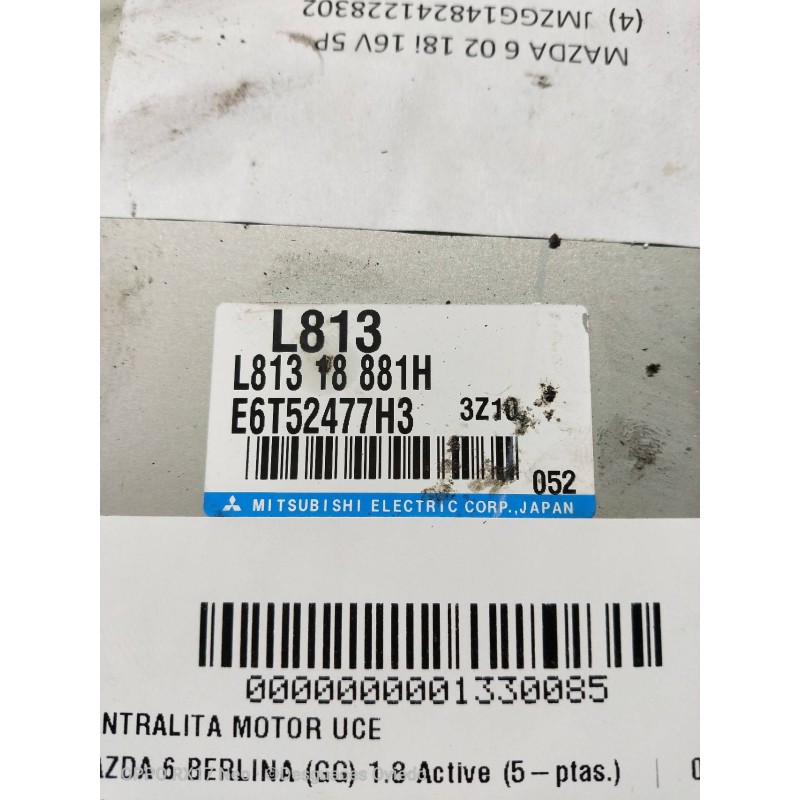 (4) JMZGG148241228302
MAZDA 6 02 18i 16V 5P
L813
L813 18 881H
E6T52477H3 3Z10
052
MITSUBISHI ELECTRIC CORP.,JAPAN
0000000001330085
NTRALITA MOTOR UCE
AZDA 6 BERLINA (GG) 1.8 Active (5-ptas.) 0